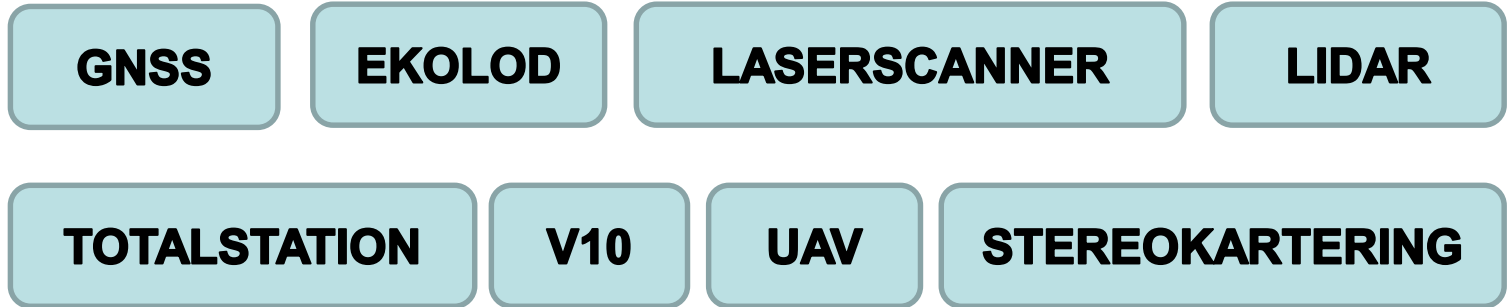 GNSS EKOLOD LASERSCANNER LIDAR
TOTALSTATION V10 UAV STEREOKARTERING